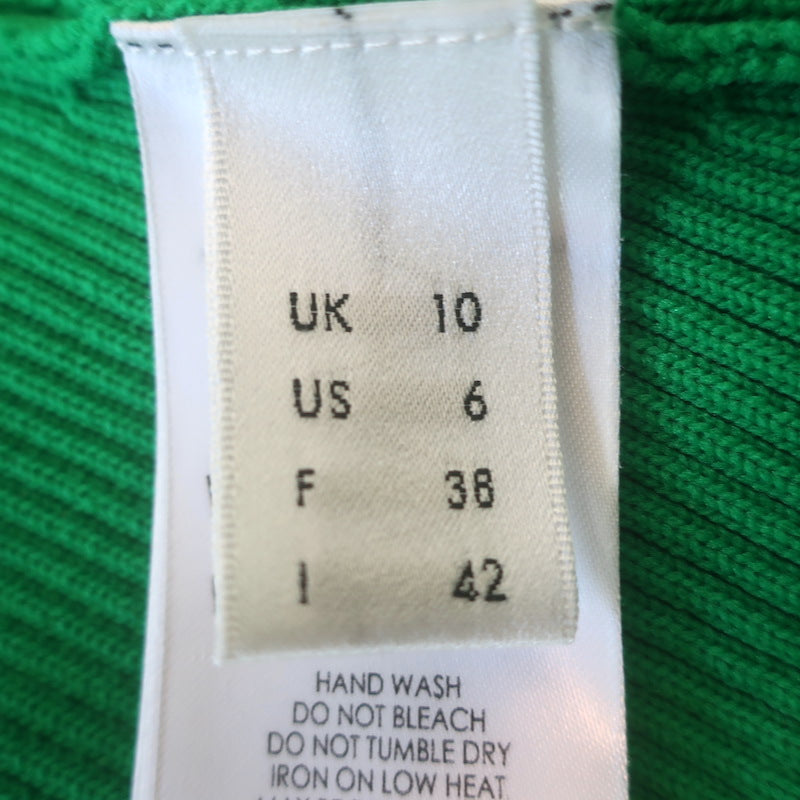 UK 10
US 6
F 38
I 42
HAND WASH
DO NOT BLEACH
DO NOT TUMBLE DRY
IRON ON LOW HEAT